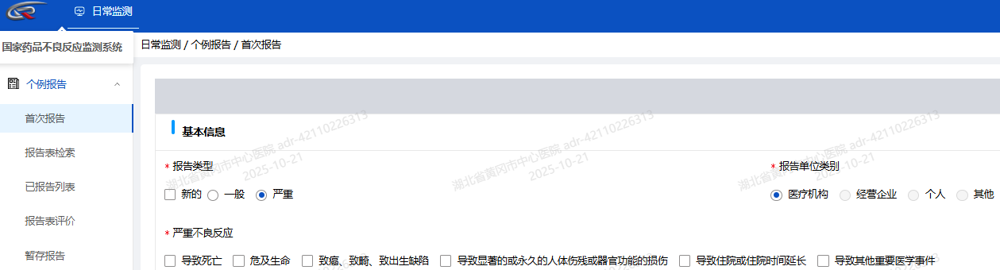 日常监测
国家药品不良反应监测系统
日常监测 / 个例报告 / 首次报告
个例报告
首次报告
报告表检索
已报告列表
报告表评价
暂存报告
基本信息
* 报告类型
* 报告单位类别
新的 一般 严重
医疗机构 经营企业 个人 其他
* 严重不良反应
导致死亡 危及生命 致癌、致畸、致出生缺陷 导致显著的或永久的人体伤残或器官功能的损伤 导致住院或住院时间延长 导致其他重要医学事件
湖北省黄冈市中心医院 adr-42110226313
2025-10-21
湖北省黄冈市中心医院 adr-42110226313
2025-10-21
湖北省黄冈市中心医院 adr-42110226313
2025-10-21